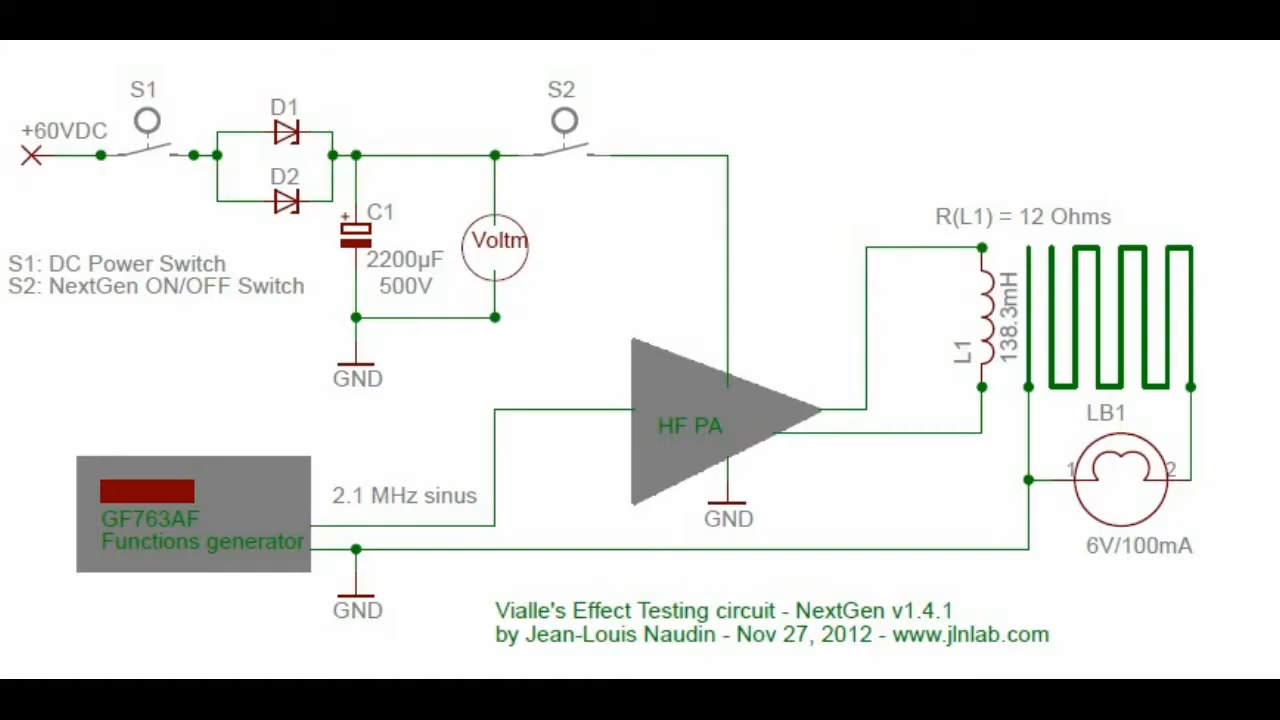 S1
+60VDC
D1
D2
S2
+
C1
2200µF
500V
Voltm
S1: DC Power Switch
S2: NextGen ON/OFF Switch
GND
R(L1) = 12 Ohms
L1
138.3mH
HF PA
GND
LB1
1
2
6V/100mA
2.1 MHz sinus
GF763AF
Functions generator
GND
Vialle's Effect Testing circuit - NextGen v1.4.1
by Jean-Louis Naudin - Nov 27, 2012 - www.jlnlab.com